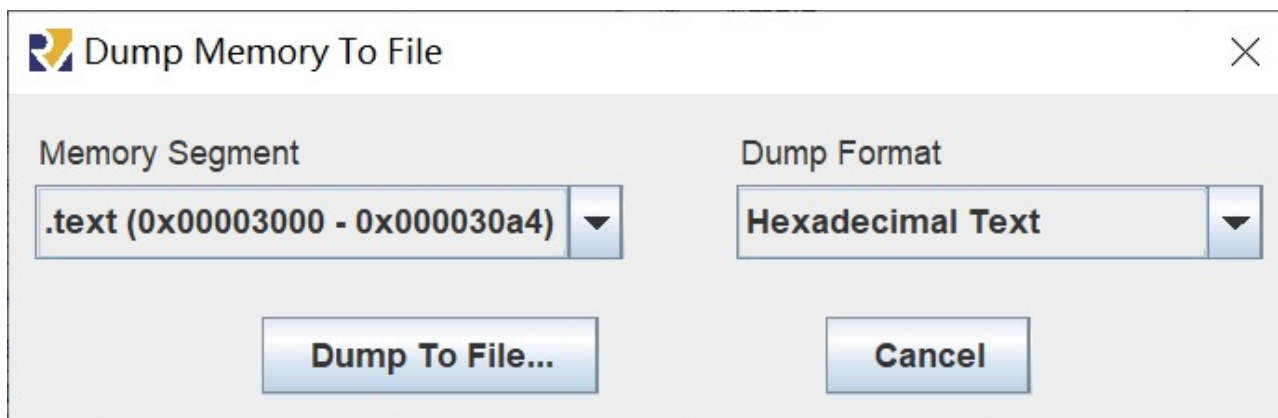 Dump Memory To File
Memory Segment
Dump Format
.text (0x00003000 - 0x000030a4)
Hexadecimal Text
Dump To File...
Cancel